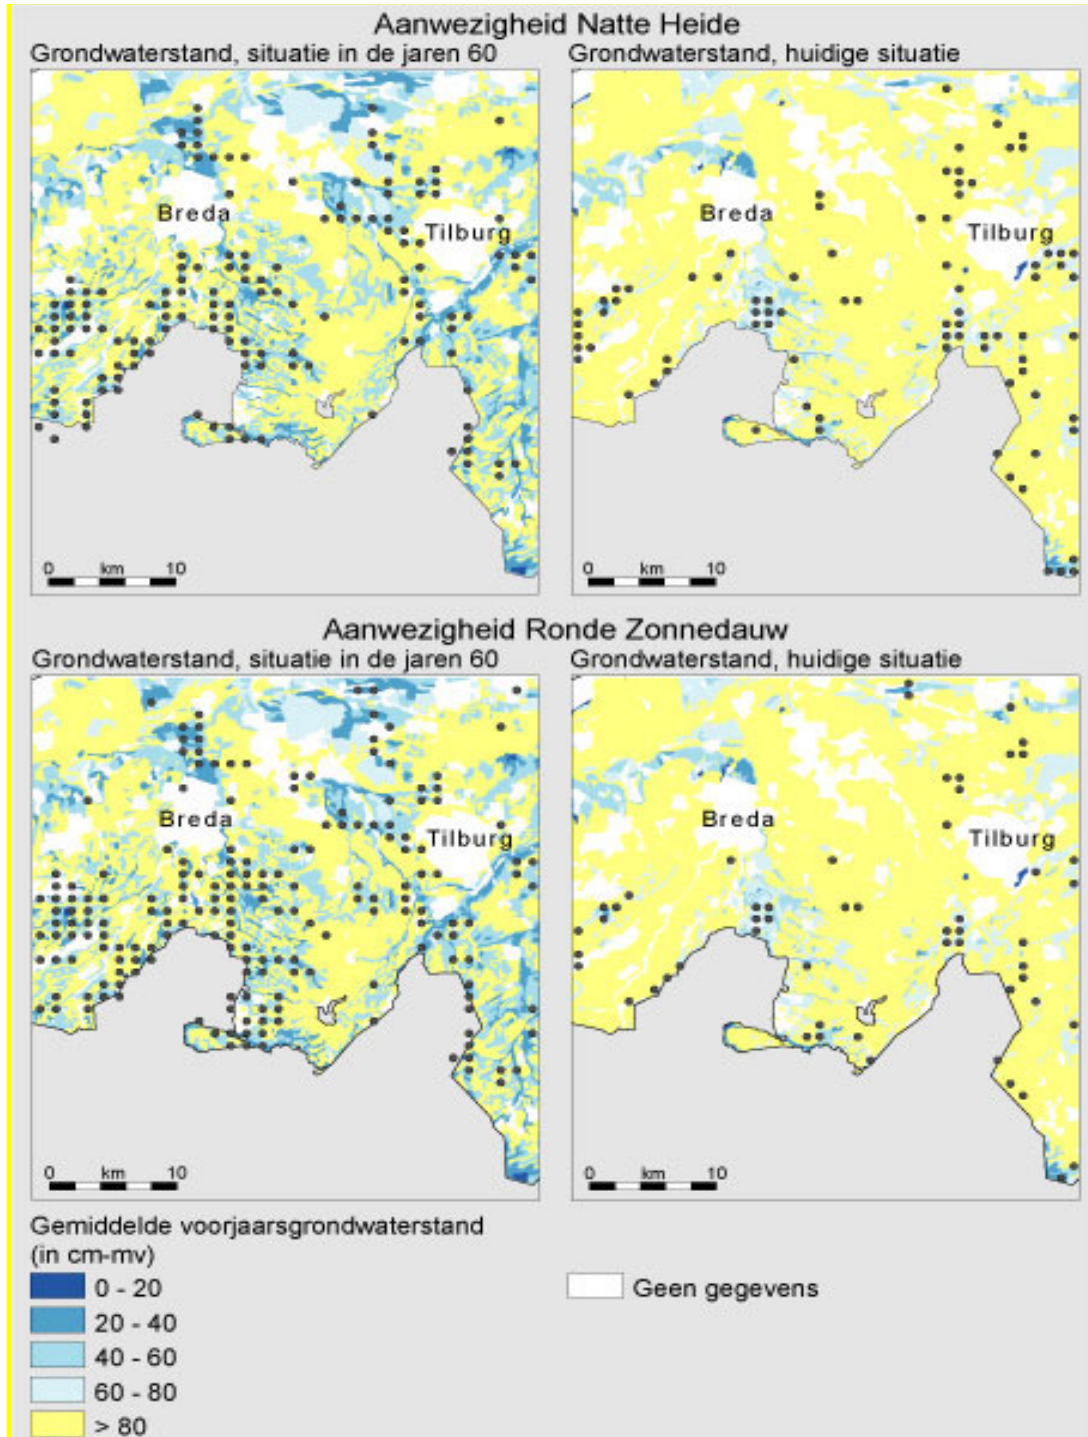 Aanwezigheid Natte Heide
Grondwaterstand, situatie in de jaren 60
Grondwaterstand, huidige situatie
Breda
Tilburg
0 km 10
Breda
Tilburg
0 km 10
Aanwezigheid Ronde Zonnedauw
Grondwaterstand, situatie in de jaren 60
Grondwaterstand, huidige situatie
Breda
Tilburg
0 km 10
Breda
Tilburg
0 km 10
Gemiddelde voorjaarsgrondwaterstand
(in cm-mv)
0 - 20
Geen gegevens
20 - 40
40 - 60
60 - 80
> 80